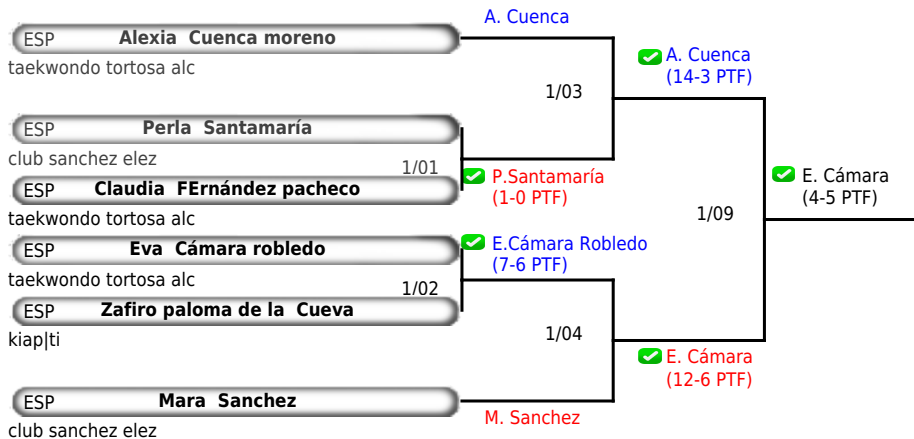 A. Cuenca
ESP Alexia Cuenca moreno
taekwondo tortosa alc
A. Cuenca
(14-3 PTF)
1/03
ESP Perla Santamaría
club sanchez elez
1/01
P.Santamaría
(1-0 PTF)
ESP Claudia FErnández pacheco
taekwondo tortosa alc
E. Cámara
(4-5 PTF)
1/09
ESP Eva Cámara robledo
taekwondo tortosa alc
E.Cámara Robledo
(7-6 PTF)
1/02
ESP Zafiro paloma de la Cueva
kiap|ti
1/04
E. Cámara
(12-6 PTF)
ESP Mara Sanchez
club sanchez elez
M. Sanchez